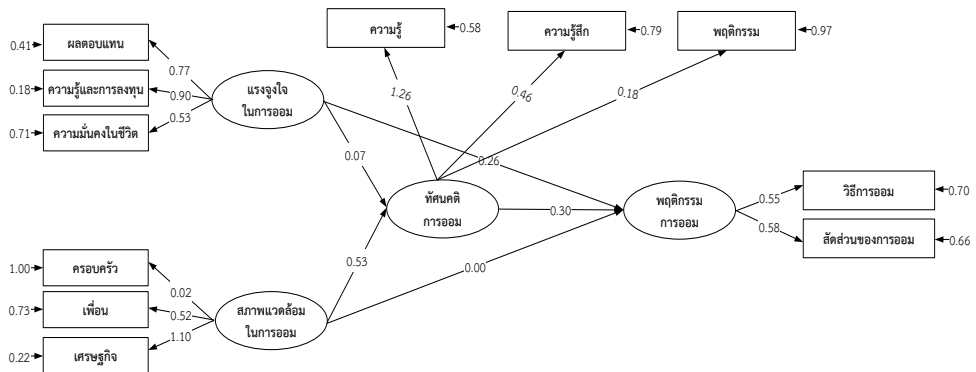 ความรู้
0.58
ความรู้สึก
0.79
พฤติกรรม
0.97
0.41
ผลตอบแทน
0.77
0.18
ความรู้และการลงทุน
0.90
0.71
ความมั่นคงในชีวิต
0.53
แรงจูงใจ
ในการออม
1.26
0.46
0.18
0.07
0.26
ทัศนคติ
การออม
0.30
พฤติกรรม
การออม
0.55
วิธีการออม
0.70
0.58
สัดส่วนของการออม
0.66
0.53
0.00
1.00
ครอบครัว
0.02
0.73
เพื่อน
0.52
0.22
เศรษฐกิจ
1.10
สภาพแวดล้อม
ในการออม